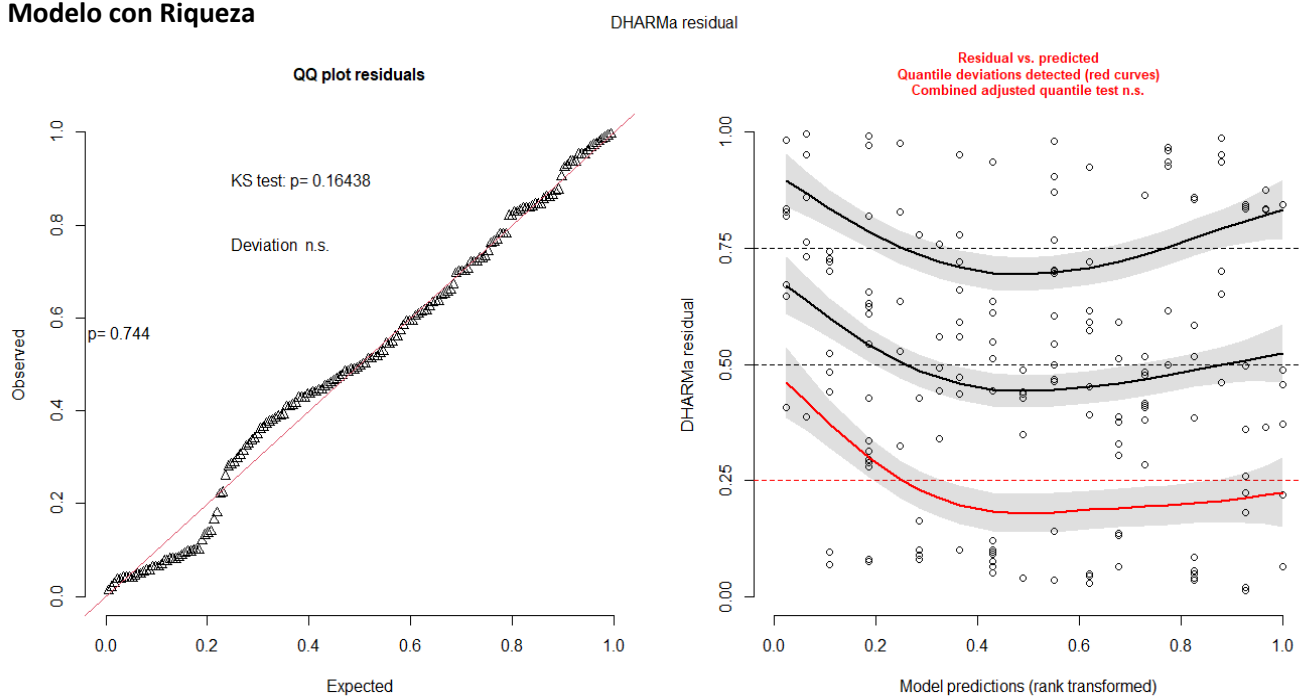 Modelo con Riqueza
DHARMa residual
QQ plot residuals
KS test: p= 0.16438
Deviation n.s.
p= 0.744
Observed
0.0
0.2
0.4
0.6
0.8
1.0
0.0 0.2 0.4 0.6 0.8 1.0
Expected
Residual vs. predicted
Quantile deviations detected (red curves)
Combined adjusted quantile test n.s.
DHARMa residual
0.00
0.25
0.50
0.75
1.00
0.0 0.2 0.4 0.6 0.8 1.0
Model predictions (rank transformed)